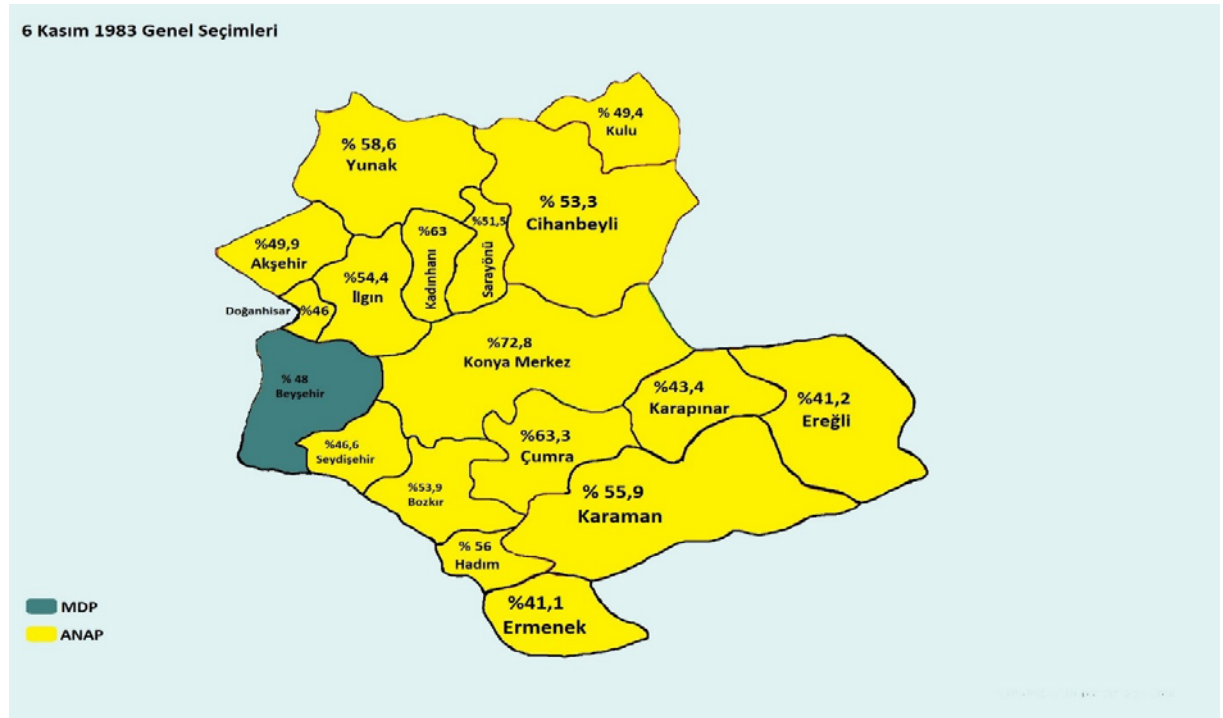 6 Kasım 1983 Genel Seçimleri
% 49,4
Kulu
% 58,6
Yunak
% 53,3
Cihanbeyli
%51,5
Sarayönü
%63
Kadınhanı
%49,9
Akşehir
%54,4
İlgın
Doğanhisar
%46
%72,8
Konya Merkez
% 48
Beyşehir
%43,4
Karapınar
%41,2
Ereğli
%63,3
Çumra
%46,6
Seydişehir
%53,9
Bozkır
% 55,9
Karaman
% 56
Hadım
%41,1
Ermenek
MDP
ANAP